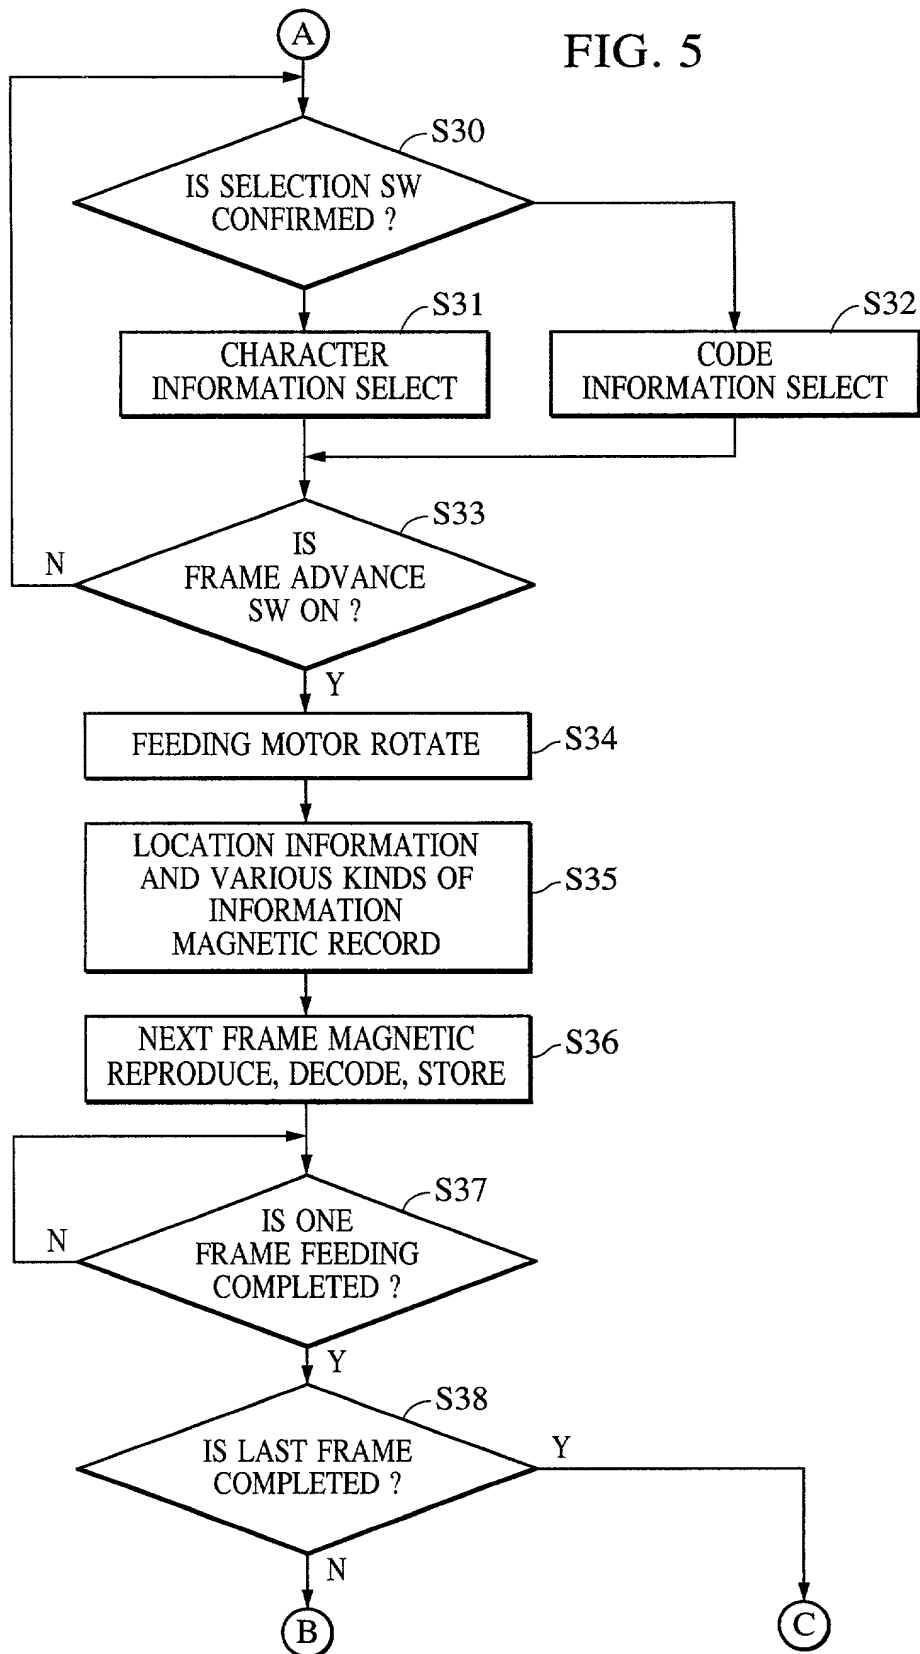 A
FIG. 5
S30
IS SELECTION SW
CONFIRMED ?
S31
S32
CHARACTER
INFORMATION SELECT
CODE
INFORMATION SELECT
S33
IS
FRAME ADVANCE
SW ON ?
N
Y
FEEDING MOTOR ROTATE
S34
LOCATION INFORMATION
AND VARIOUS KINDS OF
INFORMATION
MAGNETIC RECORD
S35
NEXT FRAME MAGNETIC
REPRODUCE, DECODE, STORE
S36
S37
IS ONE
FRAME FEEDING
COMPLETED ?
N
Y
S38
IS LAST FRAME
COMPLETED ?
Y
N
B
C